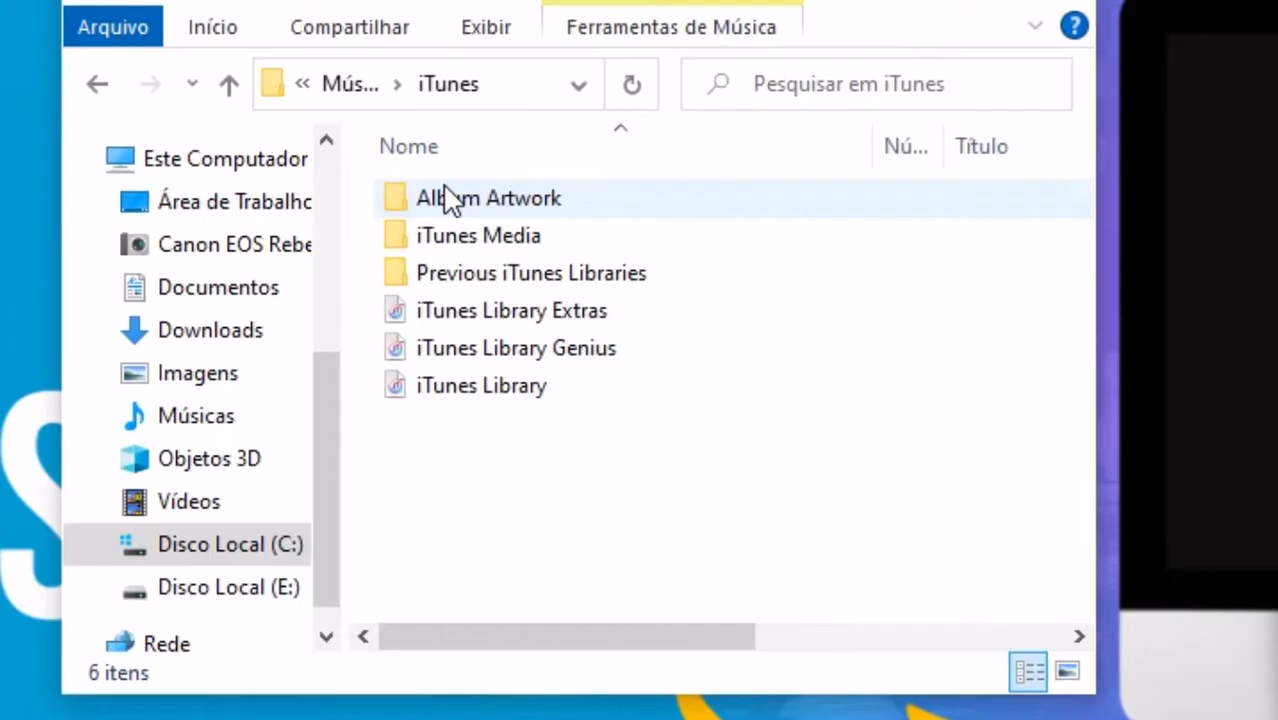 Arquivo Início Compartilhar Exibir Ferramentas de Música
« Mús... › iTunes Pesquisar em iTunes
Nome Nú... Título
Este Computador
Área de Trabalho
Canon EOS Rebe
Documentos
Downloads
Imagens
Músicas
Objetos 3D
Vídeos
Disco Local (C:)
Disco Local (E:)
Rede
Album Artwork
iTunes Media
Previous iTunes Libraries
iTunes Library Extras
iTunes Library Genius
iTunes Library
6 itens